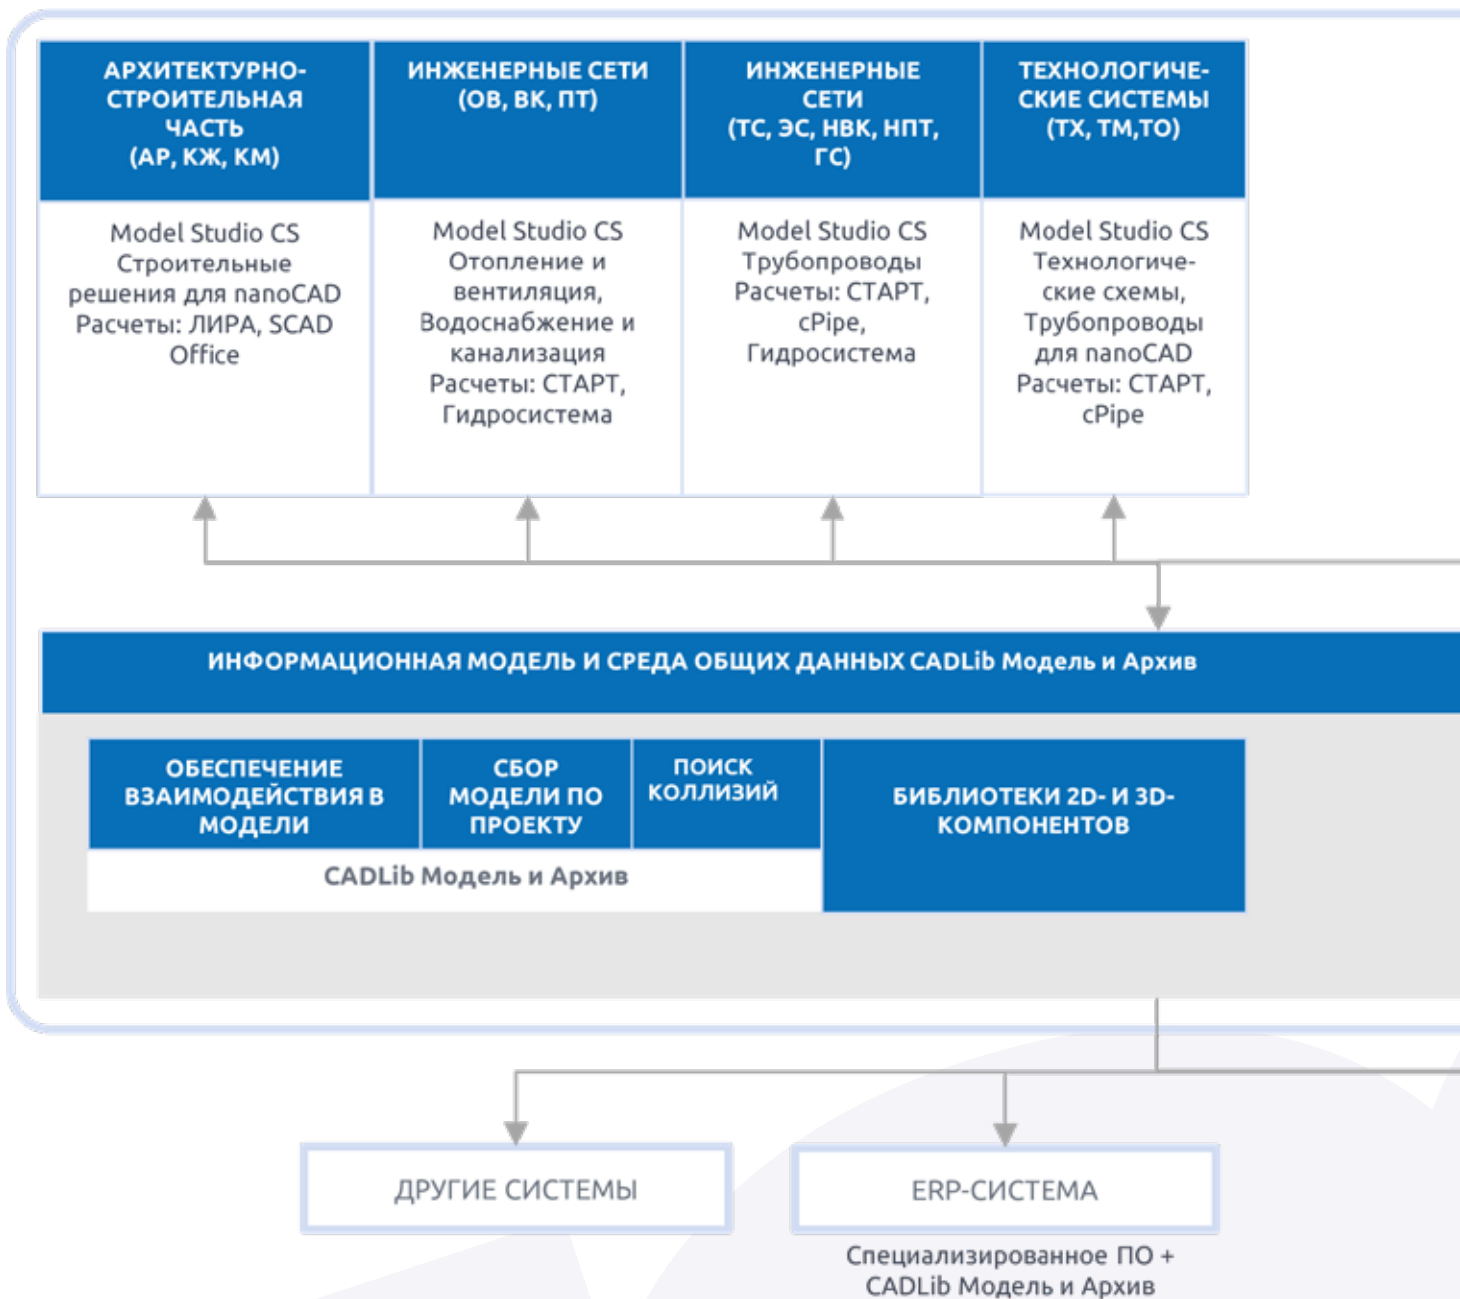 АРХИТЕКТУРНО-
СТРОИТЕЛЬНАЯ
ЧАСТЬ
(АР, КЖ, КМ)
Model Studio CS
Строительные
решения для nanoCAD
Расчеты: ЛИРА, SCAD
Office
ИНЖЕНЕРНЫЕ СЕТИ
(ОВ, ВК, ПТ)
Model Studio CS
Отопление и
вентиляция,
Водоснабжение и
канализация
Расчеты: СТАРТ,
Гидросистема
ИНЖЕНЕРНЫЕ
СЕТИ
(ТС, ЭС, НВК, НПТ,
ГС)
Model Studio CS
Трубопроводы
Расчеты: СТАРТ,
cPipe,
Гидросистема
ТЕХНОЛОГИЧЕ-
СКИЕ СИСТЕМЫ
(ТХ, ТМ,ТО)
Model Studio CS
Технологиче-
ские схемы,
Трубопроводы
для nanoCAD
Расчеты: СТАРТ,
cPipe
ИНФОРМАЦИОННАЯ МОДЕЛЬ И СРЕДА ОБЩИХ ДАННЫХ CADLib Модель и Архив
ОБЕСПЕЧЕНИЕ
ВЗАИМОДЕЙСТВИЯ В
МОДЕЛИ
СБОР
МОДЕЛИ ПО
ПРОЕКТУ
ПОИСК
КОЛЛИЗИЙ
CADLib Модель и Архив
БИБЛИОТЕКИ 2D- И 3D-
КОМПОНЕНТОВ
ДРУГИЕ СИСТЕМЫ
ERP-СИСТЕМА
Специализированное ПО +
CADLib Модель и Архив